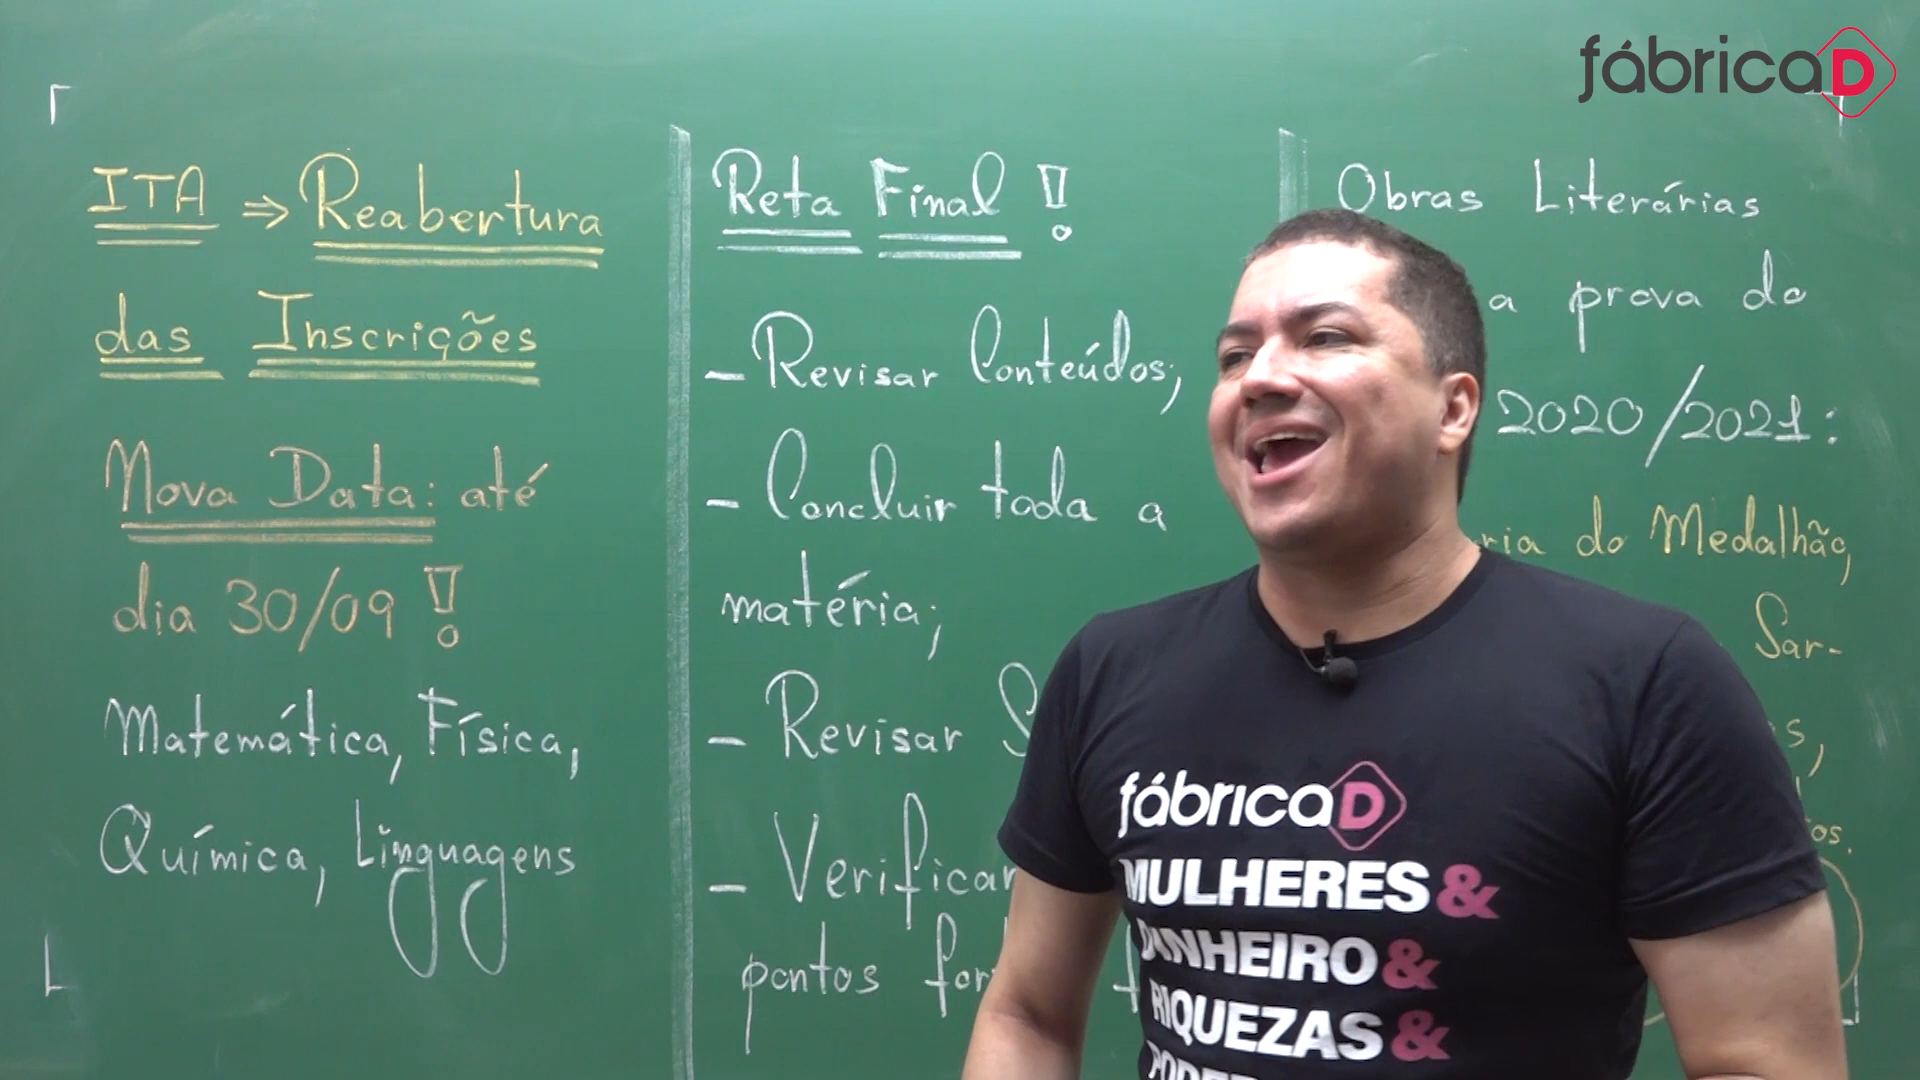 fábricaD
ITA ⇒ Reabertura
das Inscrições
Nova Data: até
dia 30/09 !
Matemática, Física,
Química, Linguagens
Reta Final !
- Revisar Conteúdos;
- Concluir toda a
matéria;
- Revisar
- Verificar
pontos
Obras Literárias
a prova do
2020/2021:
do Medalhão,
Sar-
fábricaD
MULHERES &
DINHEIRO &
RIQUEZAS &